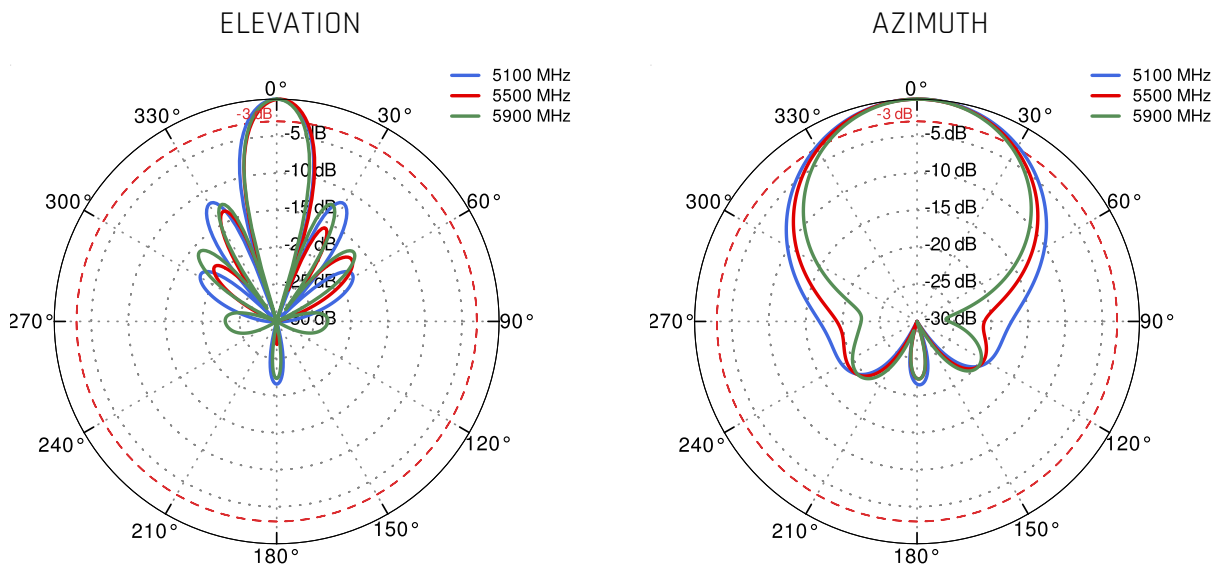 ELEVATION
5100 MHz
5500 MHz
5900 MHz
0°
-3 dB
330°
30°
-5 dB
-10 dB
300°
60°
-15 dB
-20 dB
-25 dB
270°
-30 dB
90°
240°
120°
210°
150°
180°
AZIMUTH
5100 MHz
5500 MHz
5900 MHz
0°
-3 dB
330°
30°
-5 dB
-10 dB
300°
60°
-15 dB
-20 dB
-25 dB
270°
-30 dB
90°
240°
120°
210°
150°
180°